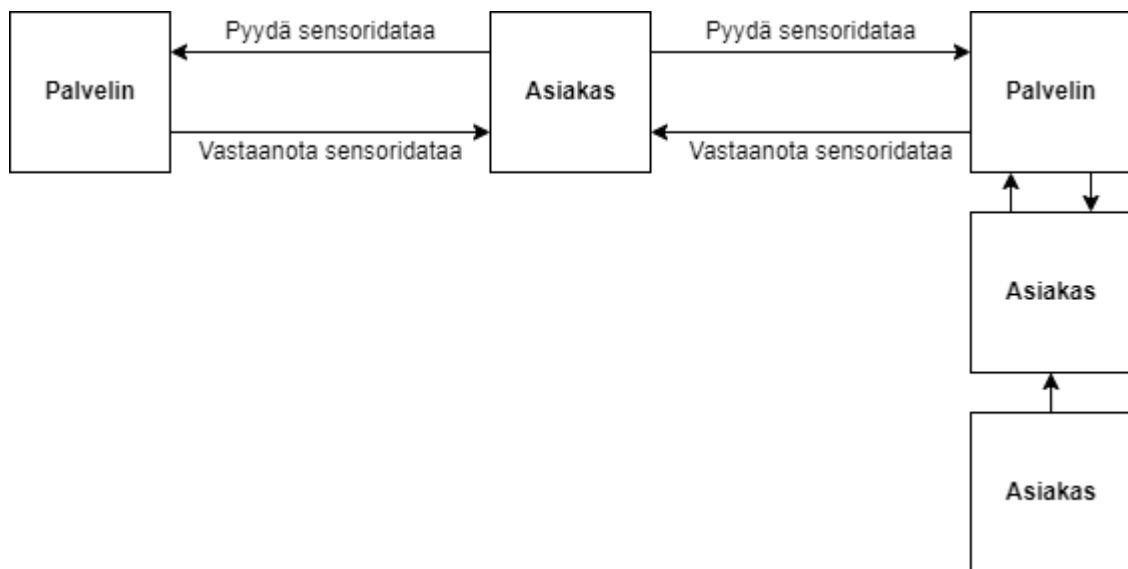 Pyydä sensoridataa
Pyydä sensoridataa
Palvelin
Asiakas
Palvelin
Vastaanota sensoridataa
Vastaanota sensoridataa
Asiakas
Asiakas